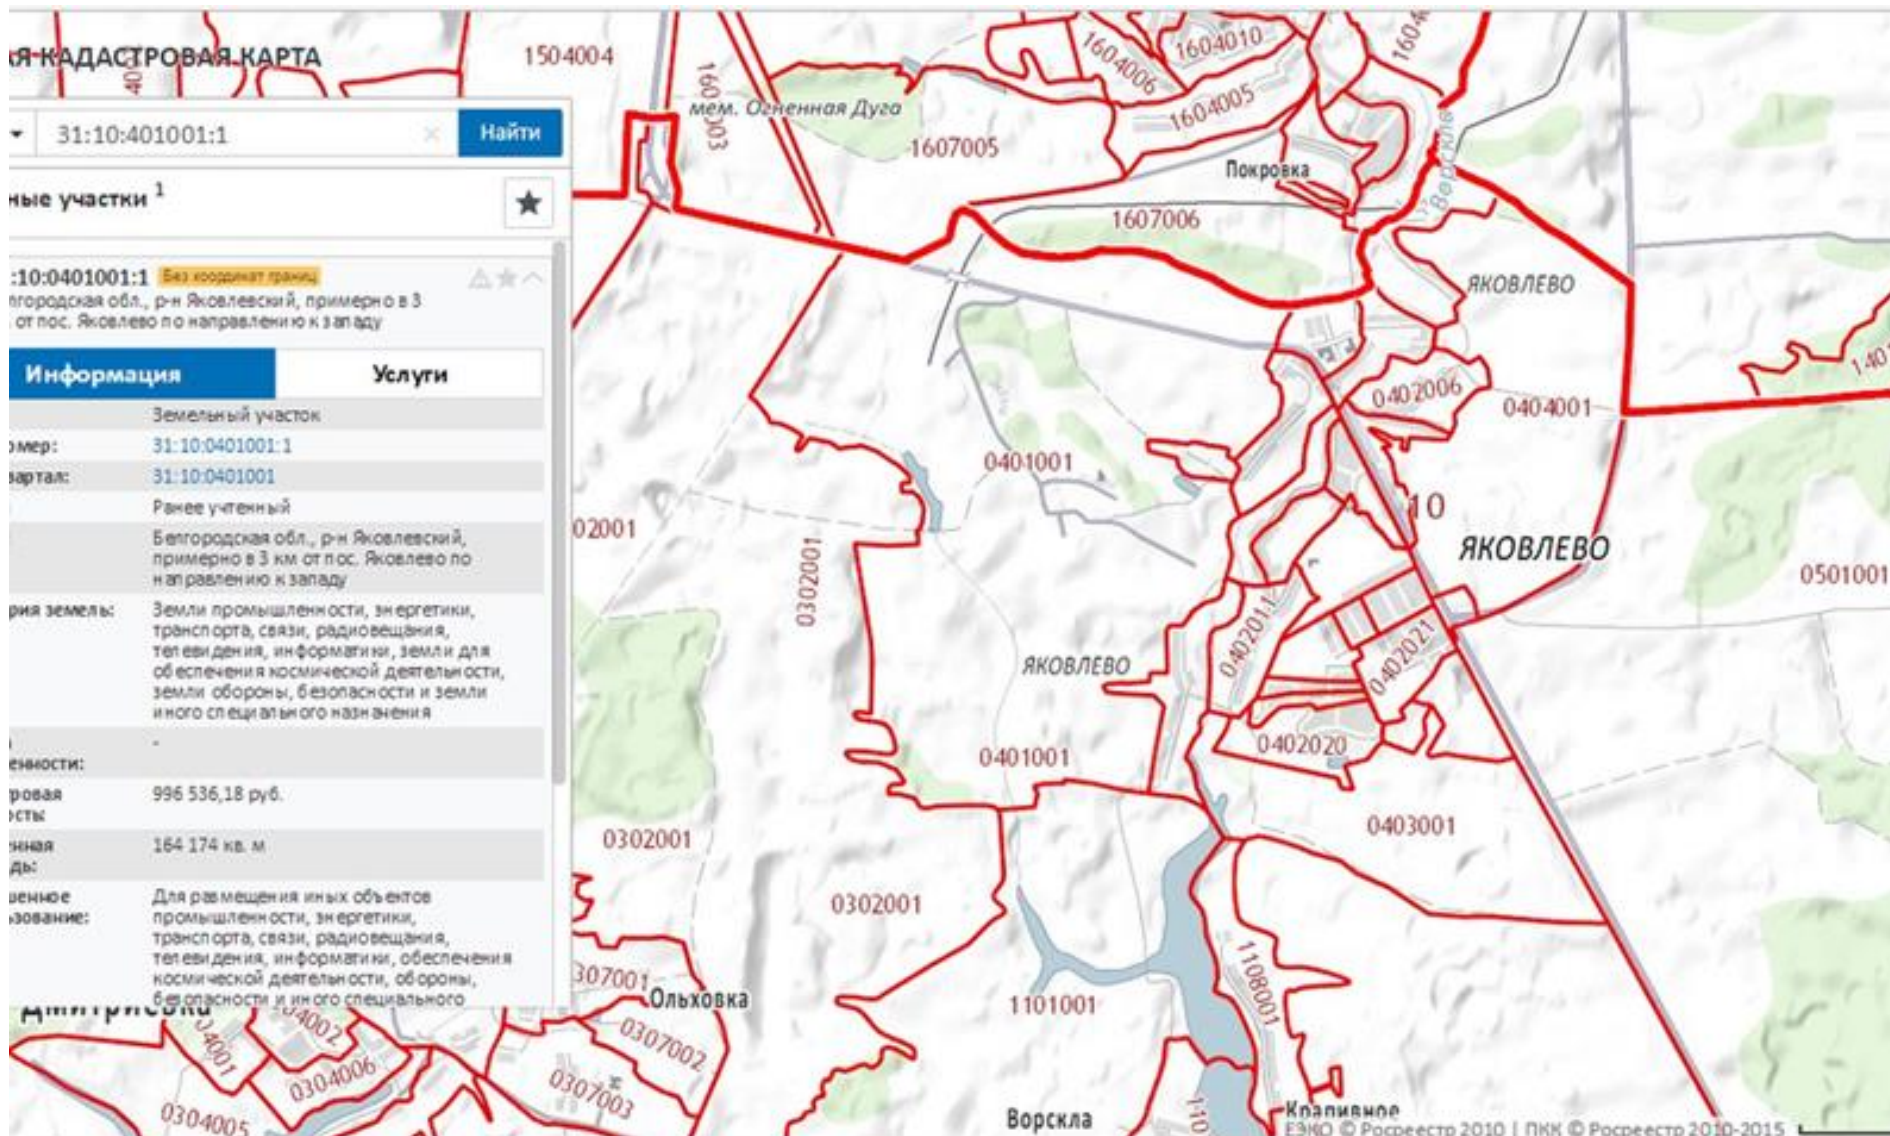 Я КАДАСТРОВАЯ КАРТА
31:10:401001:1
Найти
ные участки 1
:10:0401001:1 Без координат границ
лгородская обл., р-н Яковлевский, примерно в 3
от пос. Яковлево по направлению к западу
Информация
Услуги
Земельный участок
омер: 31:10:0401001:1
вартал: 31:10:0401001
Ранее учтенный
Белгородская обл., р-н Яковлевский,
примерно в 3 км от пос. Яковлево по
направлению к западу
рия земель: Земли промышленности, энергетики,
транспорта, связи, радиовещания,
телевидения, информатики, земли для
обеспечения космической деятельности,
земли обороны, безопасности и земли
иного специального назначения
-
енности:
ровая 996 536,18 руб.
ость:
нная 164 174 кв. м
дь:
енное Для размещения иных объектов
зование: промышленности, энергетики,
транспорта, связи, радиовещания,
телевидения, информатики, обеспечения
космической деятельности, обороны,
безопасности и иного специального
1504004
1604006
1604010
1604005
мем. Огненная Дуга
1607005
Покровка
Ворскла
1607006
ЯКОВЛЕВО
0402006
0404001
0401001
10
ЯКОВЛЕВО
02001
0302001
0501001
0402011
0402021
ЯКОВЛЕВО
0401001
0402020
0403001
0302001
0302001
307001
Ольховка
1101001
1108001
04002
04001
0304006
0307002
0307003
0304005
Ворскла
110
Крапивное
ЕЭКО © Росреестр 2010 | ПКК © Росреестр 2010-2015